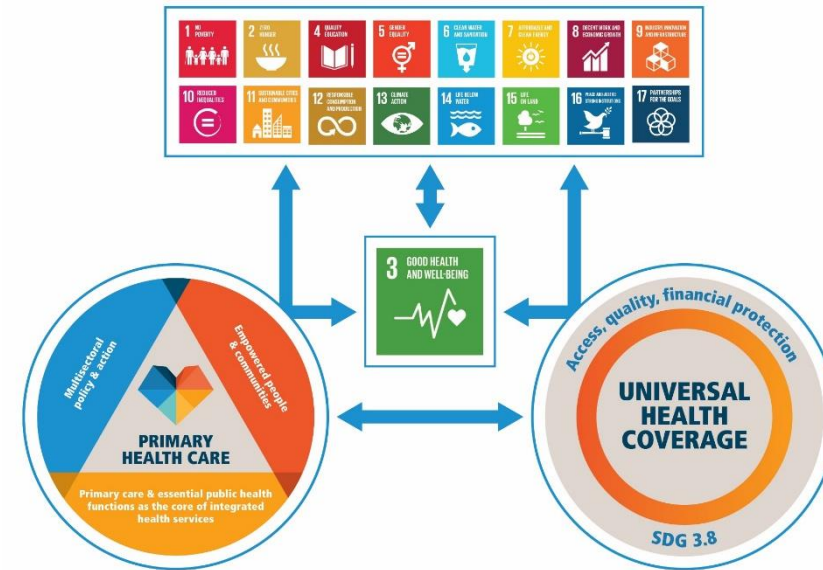 1 NO
POVERTY
2 ZERO
HUNGER
4 QUALITY
EDUCATION
5 GENDER
EQUALITY
6 CLEAN WATER
AND SANITATION
7 AFFORDABLE AND
CLEAN ENERGY
8 DECENT WORK AND
ECONOMIC GROWTH
9 INDUSTRY, INNOVATION
AND INFRASTRUCTURE
10 REDUCED
INEQUALITIES
11 SUSTAINABLE CITIES
AND COMMUNITIES
12 RESPONSIBLE
CONSUMPTION
AND PRODUCTION
13 CLIMATE
ACTION
14 LIFE BELOW
WATER
15 LIFE
ON LAND
16 PEACE AND JUSTICE
STRONG INSTITUTIONS
17 PARTNERSHIPS
FOR THE GOALS
3 GOOD HEALTH
AND WELL-BEING
Multisectoral
policy & action
Empowered people
& communities
PRIMARY
HEALTH CARE
Primary care & essential public health
functions as the core of integrated
health services
Access, quality, financial protection
UNIVERSAL
HEALTH
COVERAGE
SDG 3.8